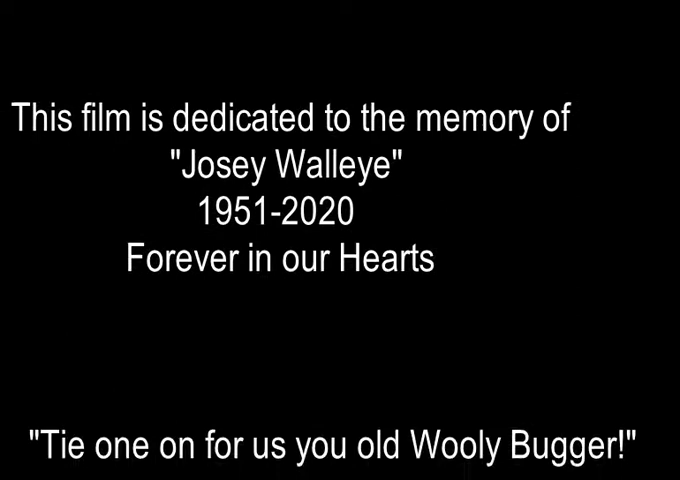 This film is dedicated to the memory of
"Josey Walleye"
1951-2020
Forever in our Hearts
"Tie one on for us you old Wooly Bugger!"